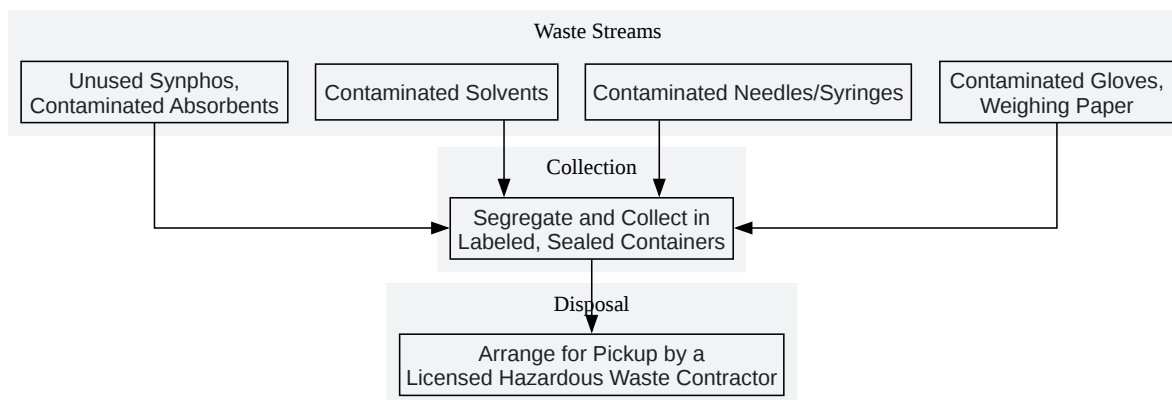 Waste Streams
Unused Synphos,
Contaminated Absorbents
Contaminated Solvents
Contaminated Needles/Syringes
Contaminated Gloves,
Weighing Paper
Collection
Segregate and Collect in
Labeled, Sealed Containers
Disposal
Arrange for Pickup by a
Licensed Hazardous Waste Contractor